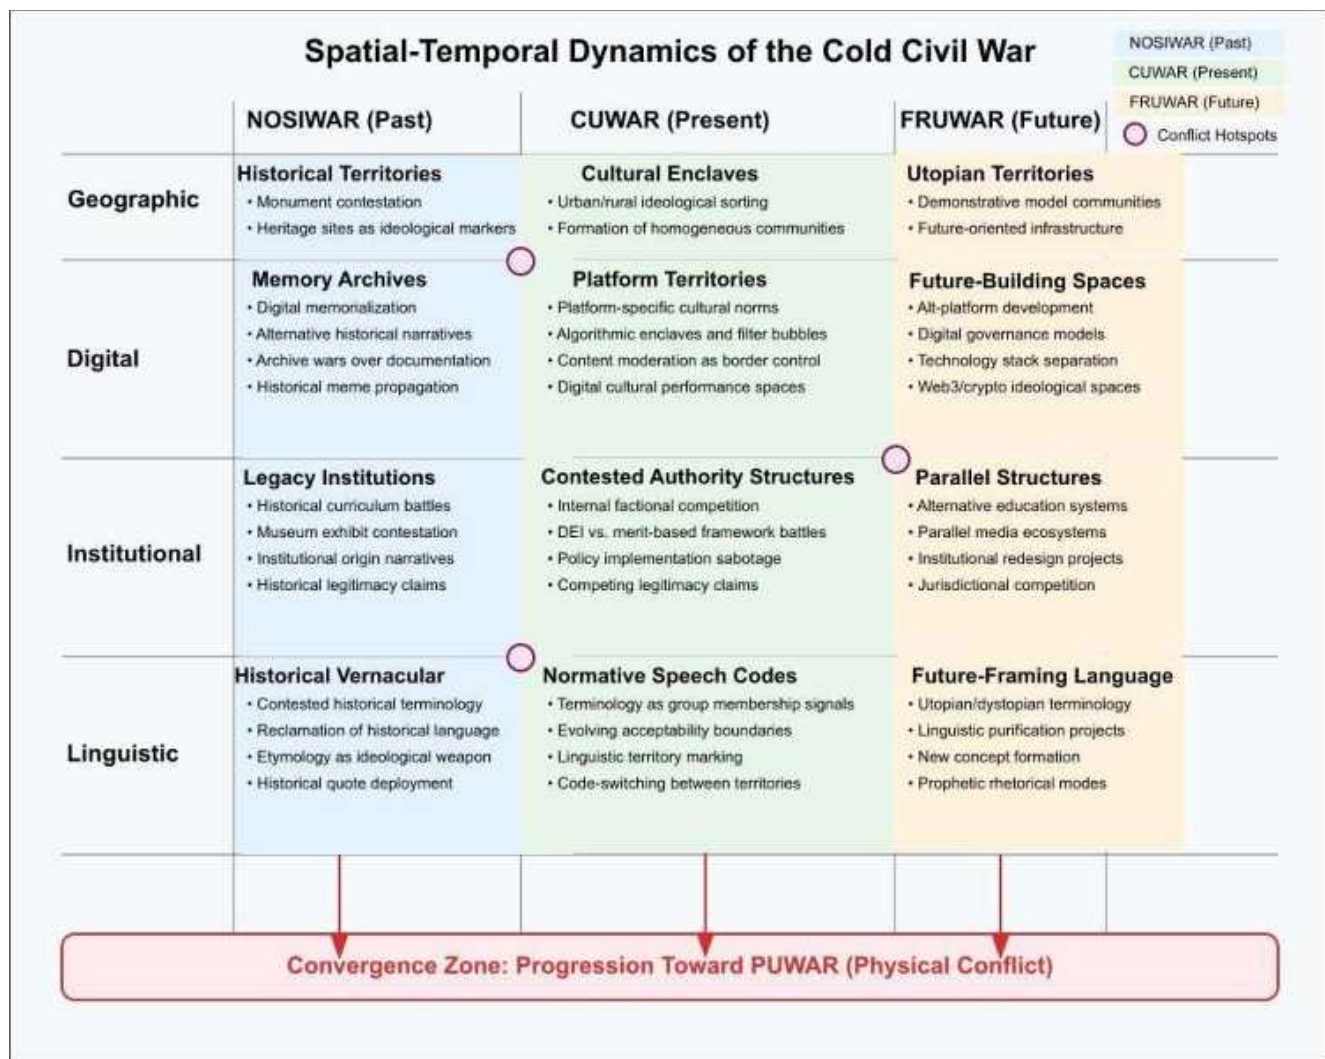 Spatial-Temporal Dynamics of the Cold Civil War
NOSIWAR (Past)
CUWAR (Present)
FRUWAR (Future)
Conflict Hotspots
NOSIWAR (Past)
CUWAR (Present)
FRUWAR (Future)
Geographic
Historical Territories
• Monument contestation
• Heritage sites as ideological markers
Cultural Enclaves
• Urban/rural ideological sorting
• Formation of homogeneous communities
Utopian Territories
• Demonstrative model communities
• Future-oriented infrastructure
Digital
Memory Archives
• Digital memorialization
• Alternative historical narratives
• Archive wars over documentation
• Historical meme propagation
Platform Territories
• Platform-specific cultural norms
• Algorithmic enclaves and filter bubbles
• Content moderation as border control
• Digital cultural performance spaces
Future-Building Spaces
• Alt-platform development
• Digital governance models
• Technology stack separation
• Web3/crypto ideological spaces
Institutional
Legacy Institutions
• Historical curriculum battles
• Museum exhibit contestation
• Institutional origin narratives
• Historical legitimacy claims
Contested Authority Structures
• Internal factional competition
• DEI vs. merit-based framework battles
• Policy implementation sabotage
• Competing legitimacy claims
Parallel Structures
• Alternative education systems
• Parallel media ecosystems
• Institutional redesign projects
• Jurisdictional competition
Linguistic
Historical Vernacular
• Contested historical terminology
• Reclamation of historical language
• Etymology as ideological weapon
• Historical quote deployment
Normative Speech Codes
• Terminology as group membership signals
• Evolving acceptability boundaries
• Linguistic territory marking
• Code-switching between territories
Future-Framing Language
• Utopian/dystopian terminology
• Linguistic purification projects
• New concept formation
• Prophetic rhetorical modes
Convergence Zone: Progression Toward PUWAR (Physical Conflict)